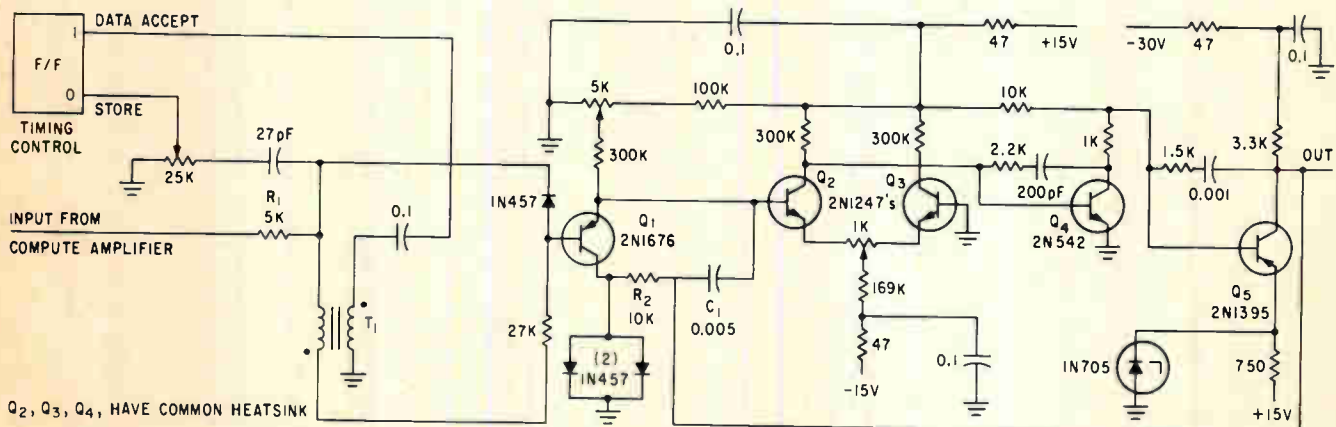 DATA ACCEPT
1
F/F
0
STORE
TIMING
CONTROL
25K
27pF
R1
5K
INPUT FROM
COMPUTE AMPLIFIER
0.1
T1
1N457
Q1
2N1676
27K
R2
10K
C1
0.005
(2)
1N457
5K
300K
100K
0.1
47
+15V
-30V
47
0.1
300K
300K
Q2
Q3
2N1247's
1K
169K
47
-15V
0.1
10K
1K
2.2K
200pF
Q4
2N542
1.5K
0.001
3.3K
OUT
Q5
2N1395
1N705
750
+15V
Q2, Q3, Q4, HAVE COMMON HEATSINK